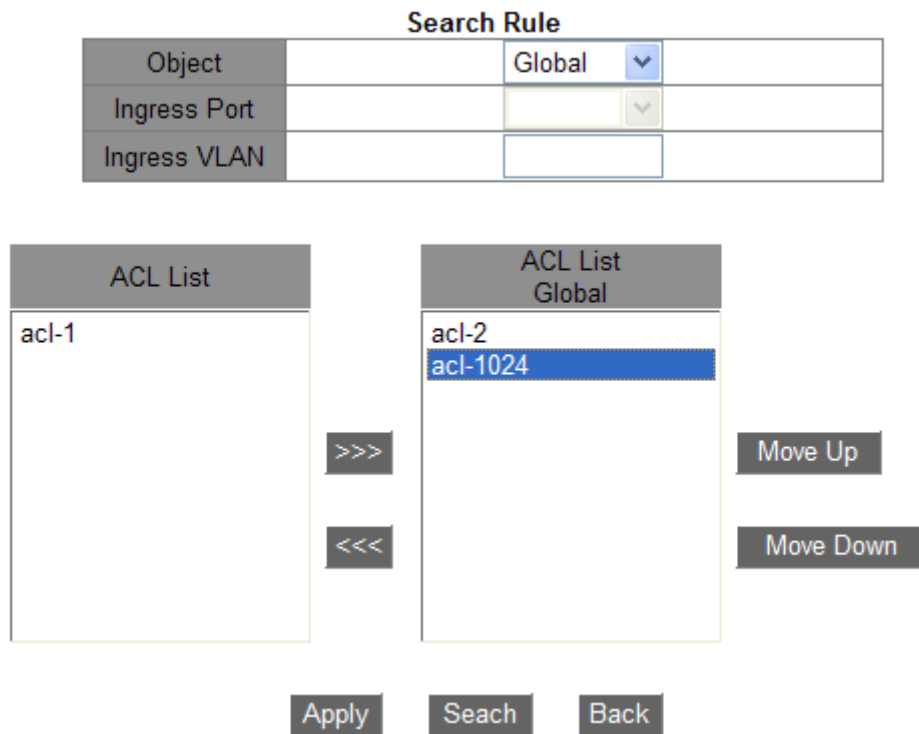 Search Rule
Object Global
Ingress Port
Ingress VLAN
ACL List
acl-1
ACL List
Global
acl-2
acl-1024
>>>
<<<
Move Up
Move Down
Apply Seach Back